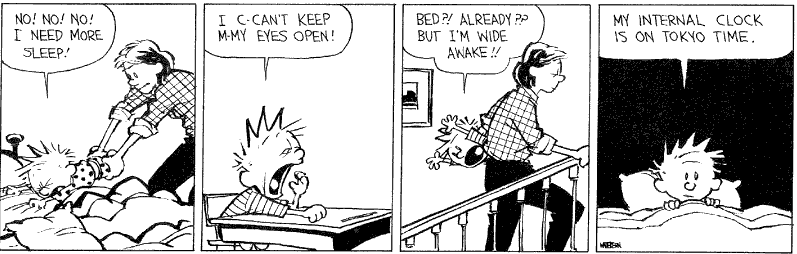 NO! NO! NO!
I NEED MORE
SLEEP!
I C-CAN'T KEEP
M-MY EYES OPEN!
BED?! ALREADY??
BUT I'M WIDE
AWAKE!!
MY INTERNAL CLOCK
IS ON TOKYO TIME.
WATTERSON